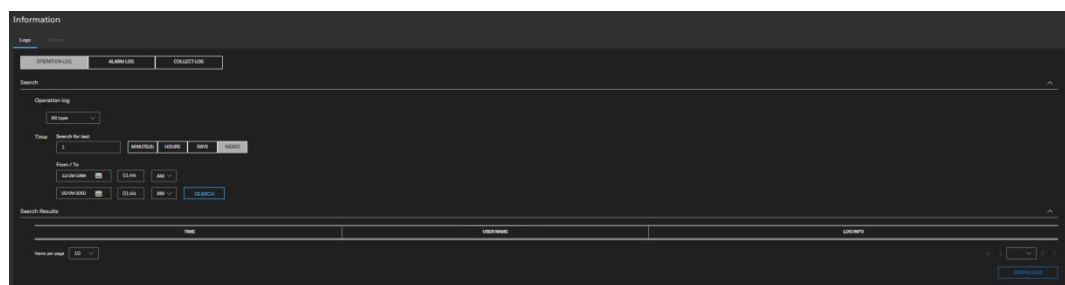 Information
Logs
OPERATION LOG ALARM LOG COLLECT LOG
Search
Operation log
All type
Time Search for last
1 MINUTE(S) HOURS DAYS WEEKS
From / To
01:44 AM
01:44 AM SEARCH
Search Results
TIME USER NAME LOG INFO
Items per page 10
DOWNLOAD